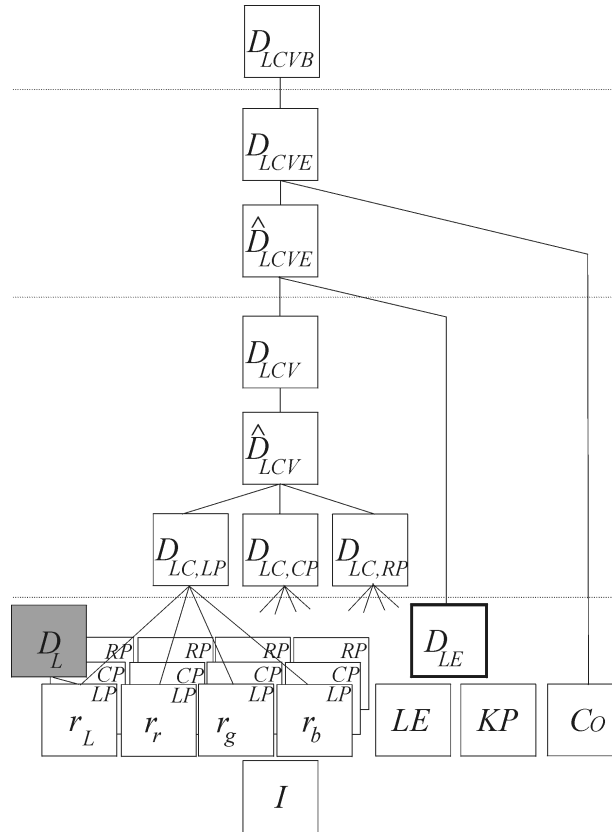 D_LCVB
D_LCVE
D̂_LCVE
D_LCV
D̂_LCV
D_LC,LP D_LC,CP D_LC,RP
D_L D_LE
RP RP RP RP
CP CP CP CP
LP LP LP LP
r_L r_r r_g r_b LE KP Co
I